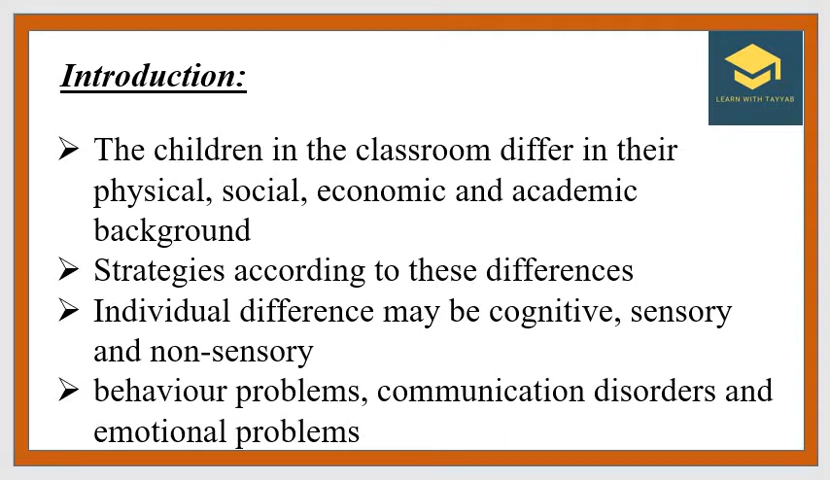 Introduction:
LEARN WITH TAYYAB
➢ The children in the classroom differ in their
physical, social, economic and academic
background
➢ Strategies according to these differences
➢ Individual difference may be cognitive, sensory
and non-sensory
➢ behaviour problems, communication disorders and
emotional problems